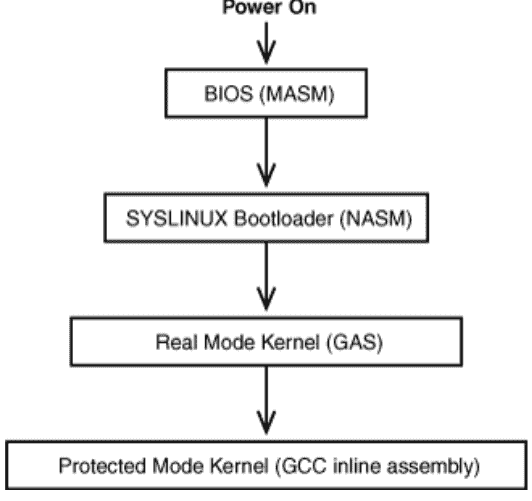 Power On
BIOS (MASM)
SYSLINUX Bootloader (NASM)
Real Mode Kernel (GAS)
Protected Mode Kernel (GCC inline assembly)